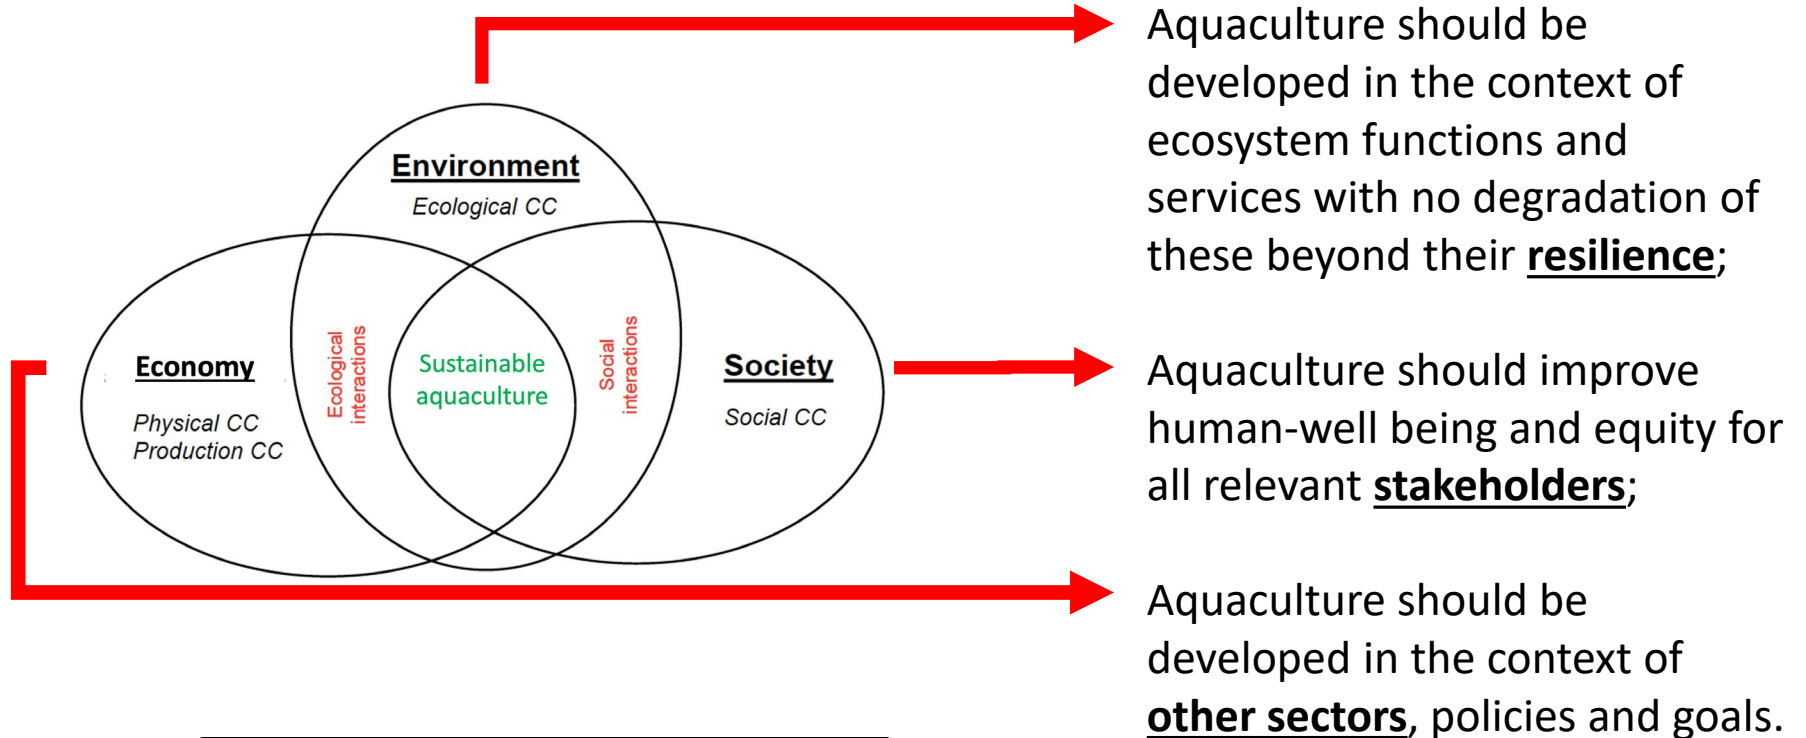 Environment
Ecological CC
Economy
Physical CC
Production CC
Ecological
interactions
Sustainable
aquaculture
Social
interactions
Society
Social CC
Aquaculture should be
developed in the context of
ecosystem functions and
services with no degradation of
these beyond their resilience;
Aquaculture should improve
human-well being and equity for
all relevant stakeholders;
Aquaculture should be
developed in the context of
other sectors, policies and goals.